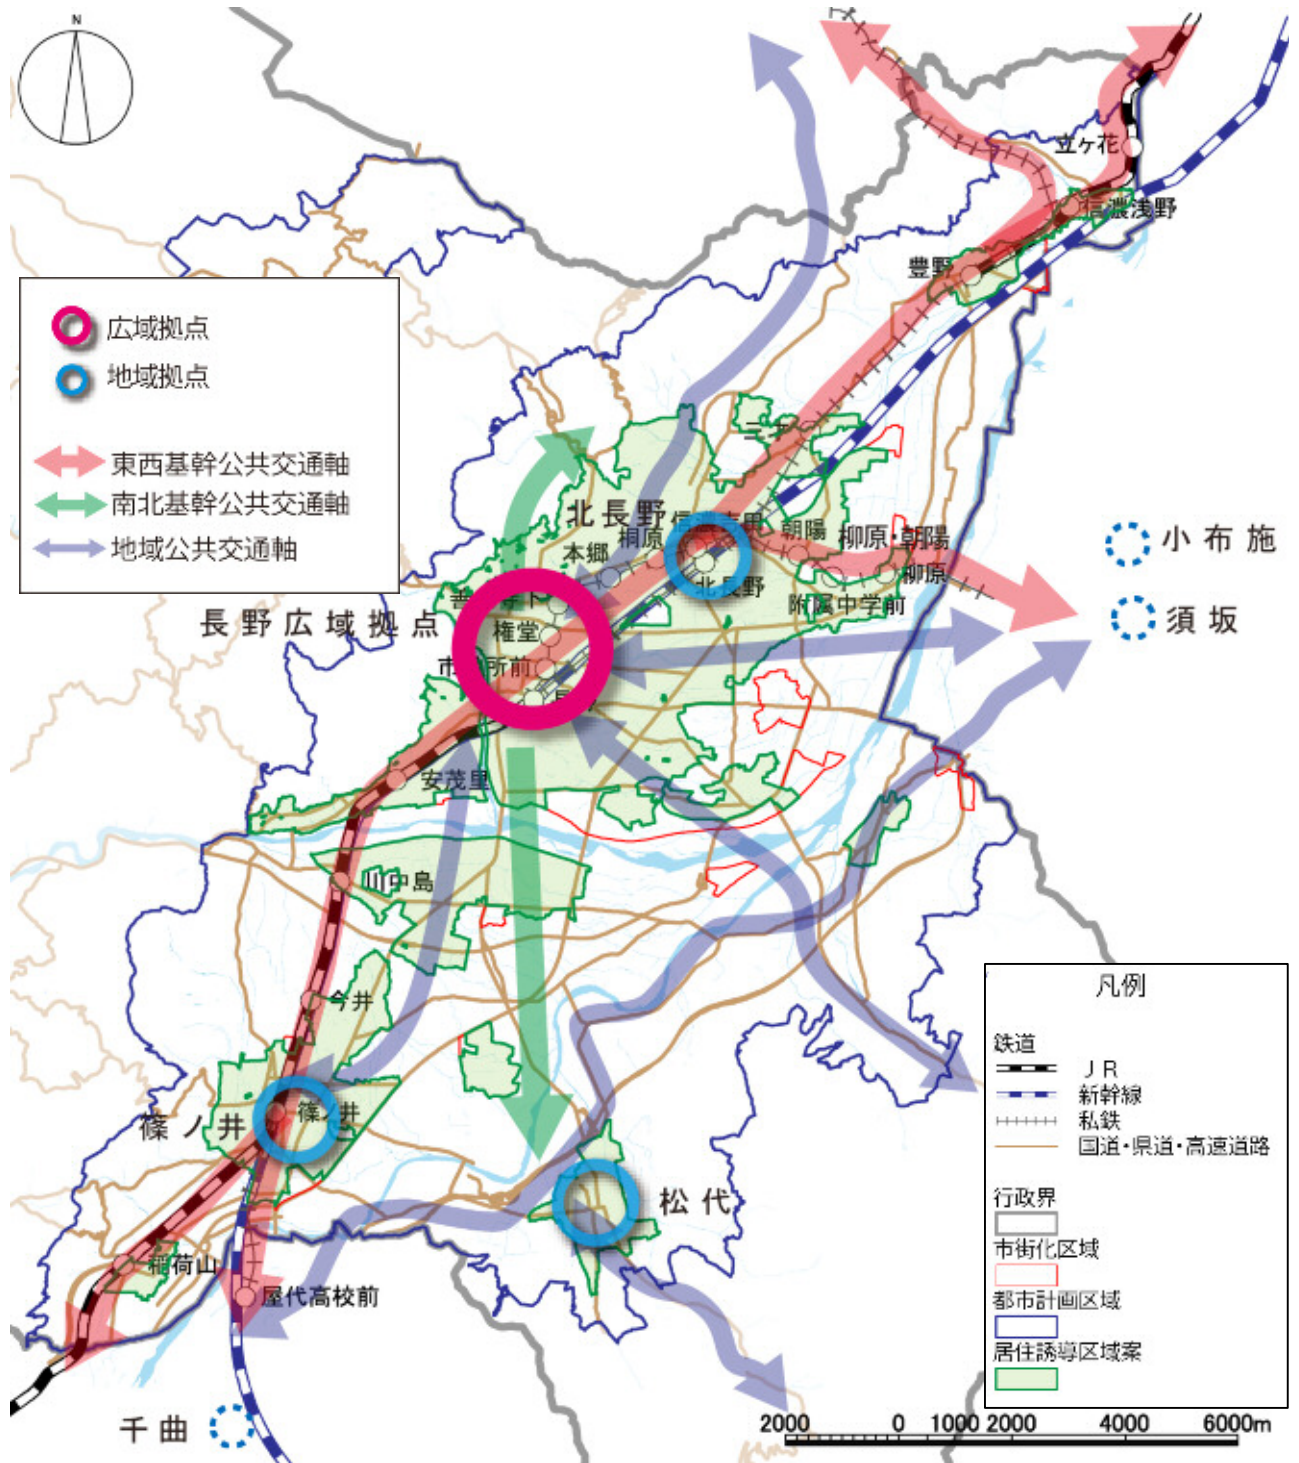 N
立ヶ花
信濃浅野
豊野
広域拠点
地域拠点
東西基幹公共交通軸
南北基幹公共交通軸
地域公共交通軸
北長野
桐原
朝陽
柳原・朝陽
本郷
北長野
柳原
附属中学前
小布施
須坂
長野広域拠点
権堂
安茂里
川中島
今井
篠ノ井
篠ノ井
松代
稲荷山
屋代高校前
千曲
凡例
鉄道
JR
新幹線
私鉄
国道・県道・高速道路
行政界
市街化区域
都市計画区域
居住誘導区域案
2000 0 1000 2000 4000 6000m